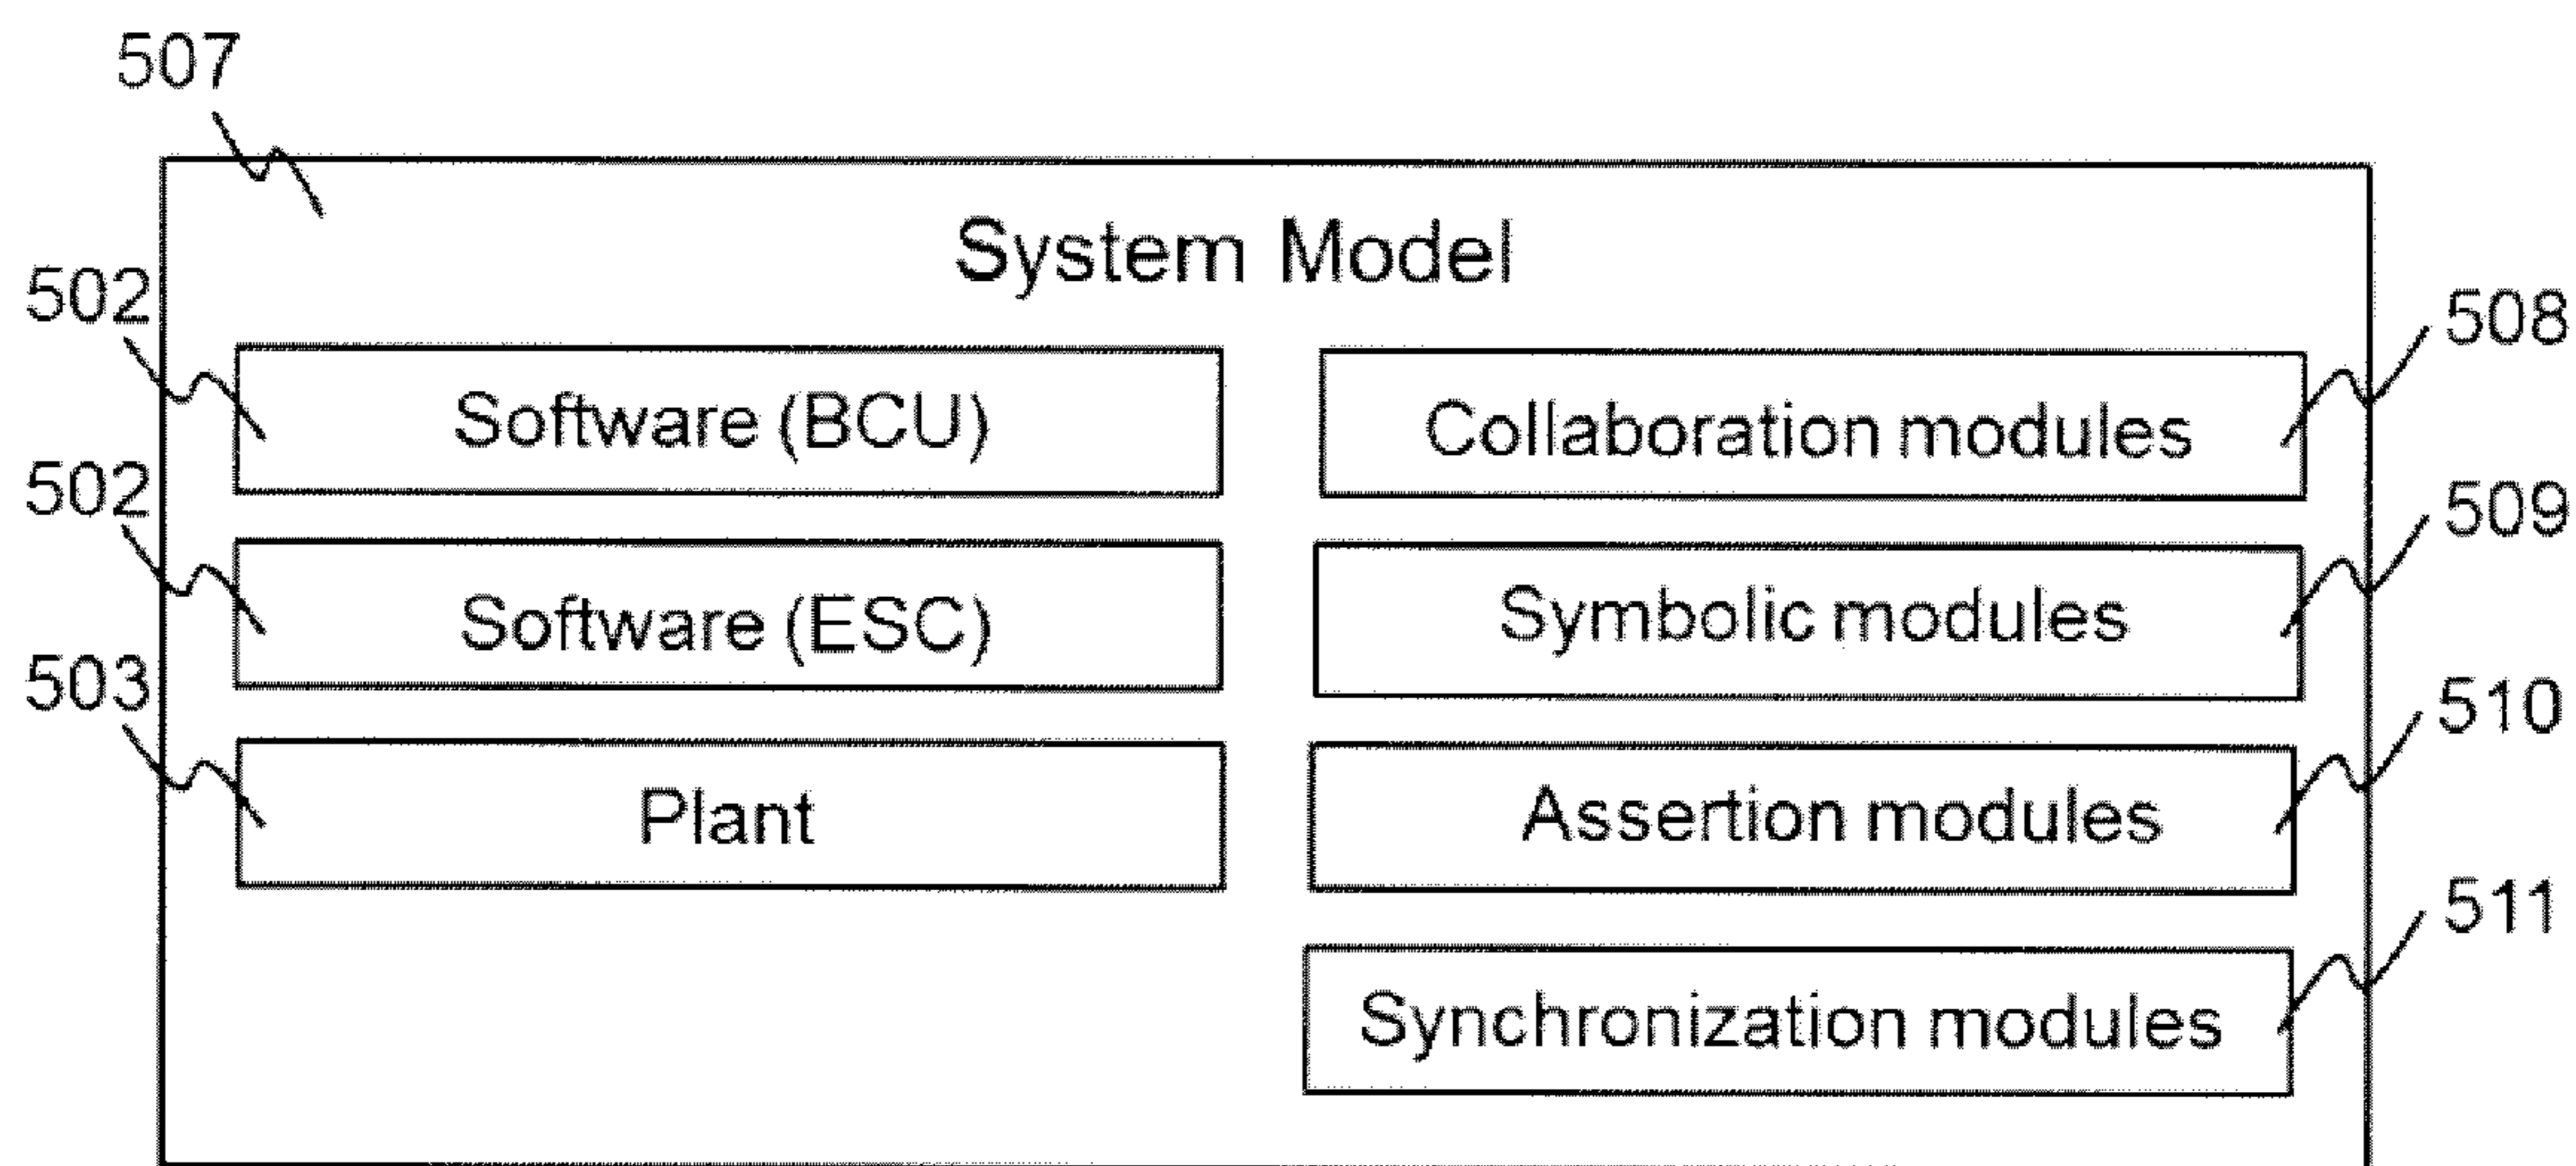 507
System Model
502
Software (BCU)
Collaboration modules
508
502
Software (ESC)
Symbolic modules
509
503
Plant
Assertion modules
510
Synchronization modules
511